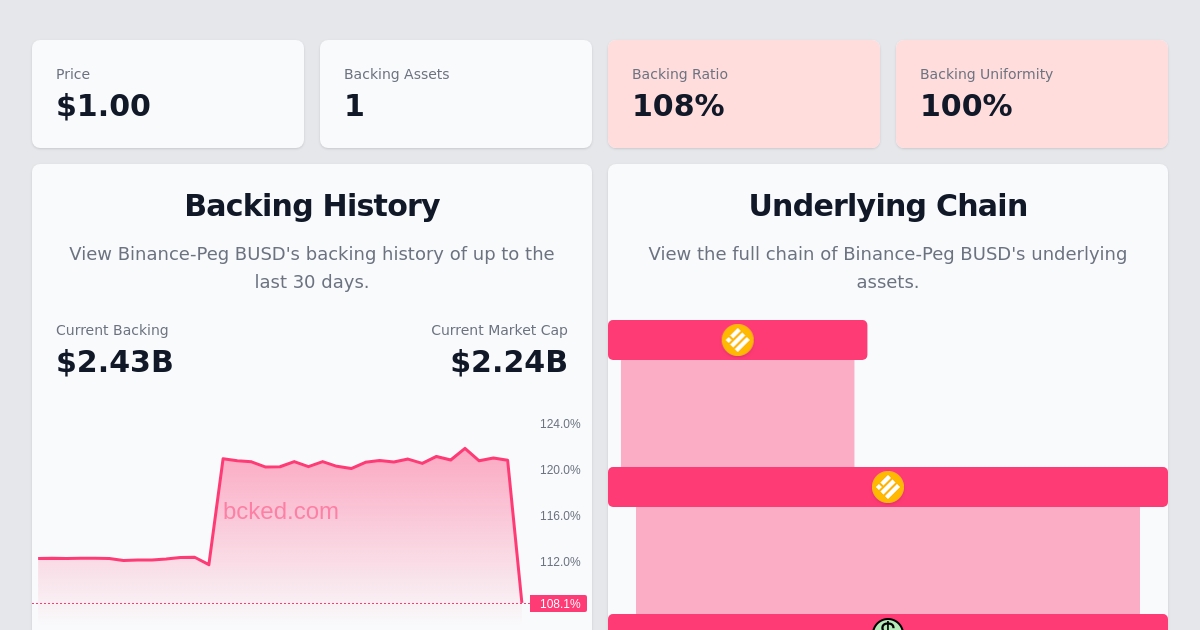 Price
$1.00
Backing Assets
1
Backing Ratio
108%
Backing Uniformity
100%
Backing History
View Binance-Peg BUSD's backing history of up to the
last 30 days.
Current Backing
$2.43B
Current Market Cap
$2.24B
124.0%
120.0%
116.0%
112.0%
108.1%
bcked.com
Underlying Chain
View the full chain of Binance-Peg BUSD's underlying
assets.
$